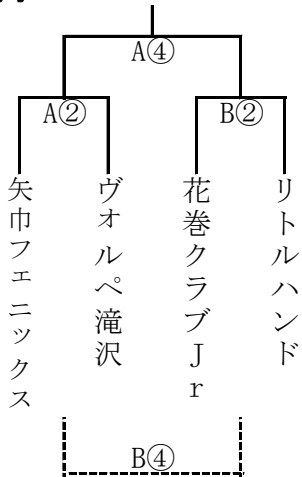 A④
A②
B②
矢巾フェニックス
ヴォルペ滝沢
花巻クラブJr
リトルハンド
B④